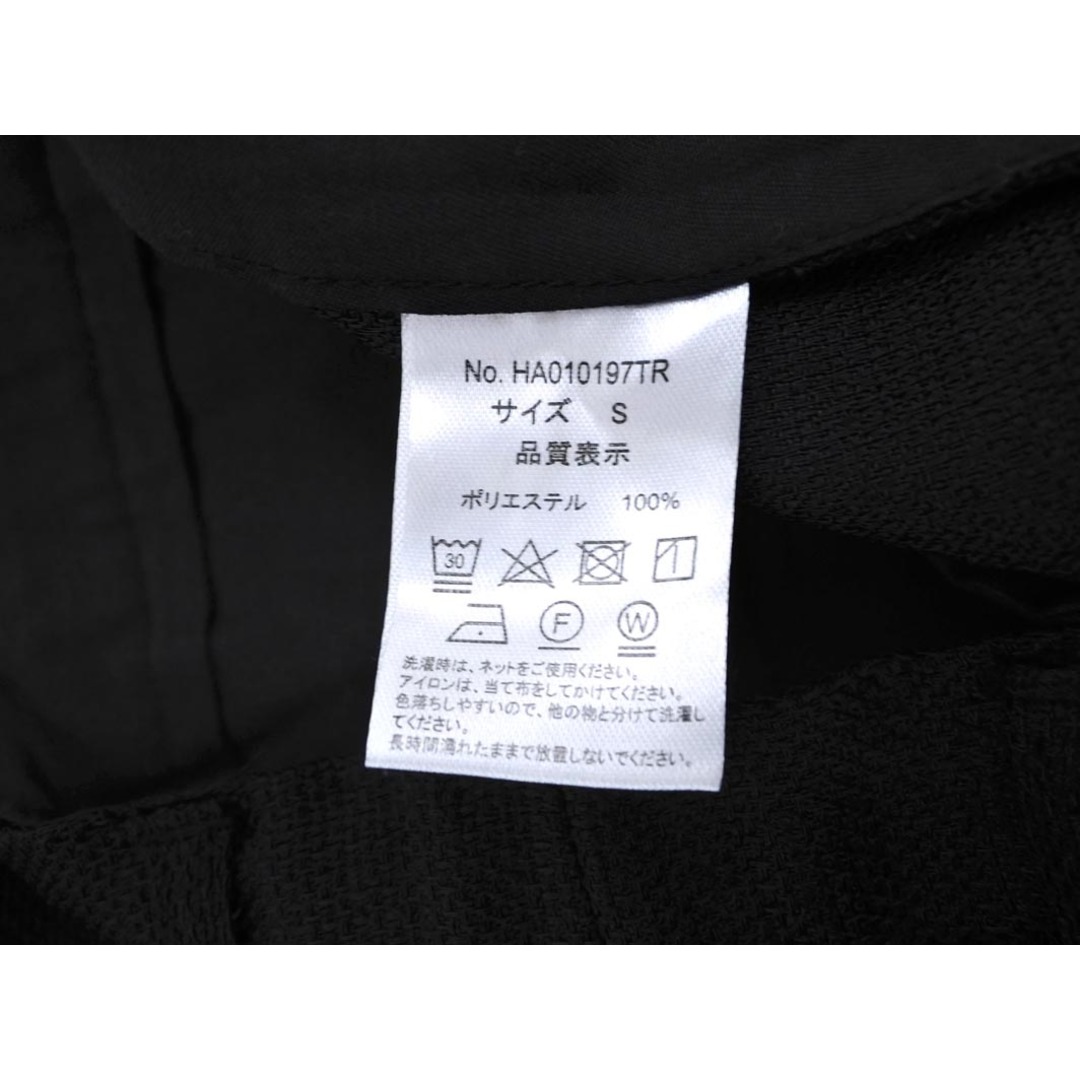 No. HA010197TR
サイズ S
品質表示
ポリエステル 100%
30
F W
洗濯時は、ネットをご使用ください。
アイロンは、当て布をしてかけてください。
色落ちしやすいので、他の物と分けて洗濯し
てください。
長時間濡れたままで放置しないでください。